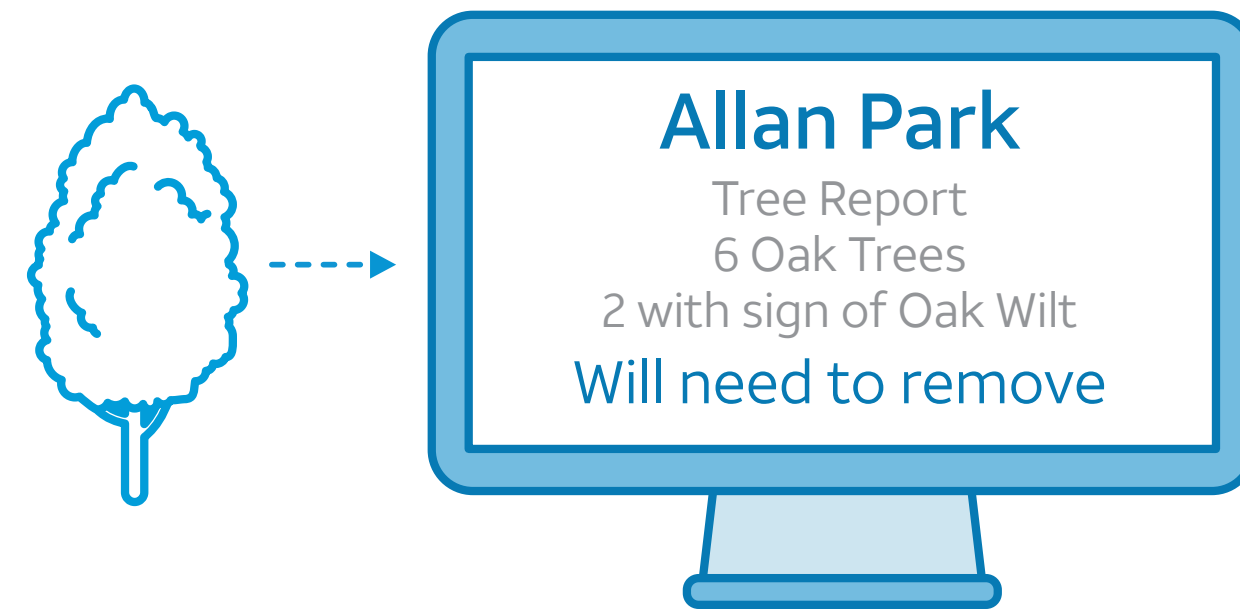 Allan Park
Tree Report
6 Oak Trees
2 with sign of Oak Wilt
Will need to remove